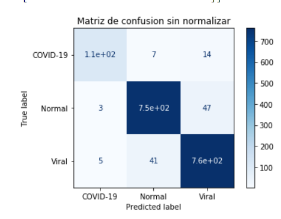 Matriz de confusion sin normalizar
COVID-19 1.1e+02 7 14
Normal 3 7.5e+02 47
Viral 5 41 7.6e+02
COVID-19 Normal Viral
Predicted label
True label
700
600
500
400
300
200
100